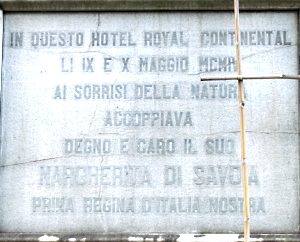 IN QUESTO HOTEL ROYAL CONTINENTAL
LI IX E X MAGGIO
AI SORRISI DELLA NATURA
ACCOPPIAVA
DEGNO E CARO IL SUO
MARGHERITA DI SAVOIA
PRIMA REGINA D'ITALIA NOSTRA